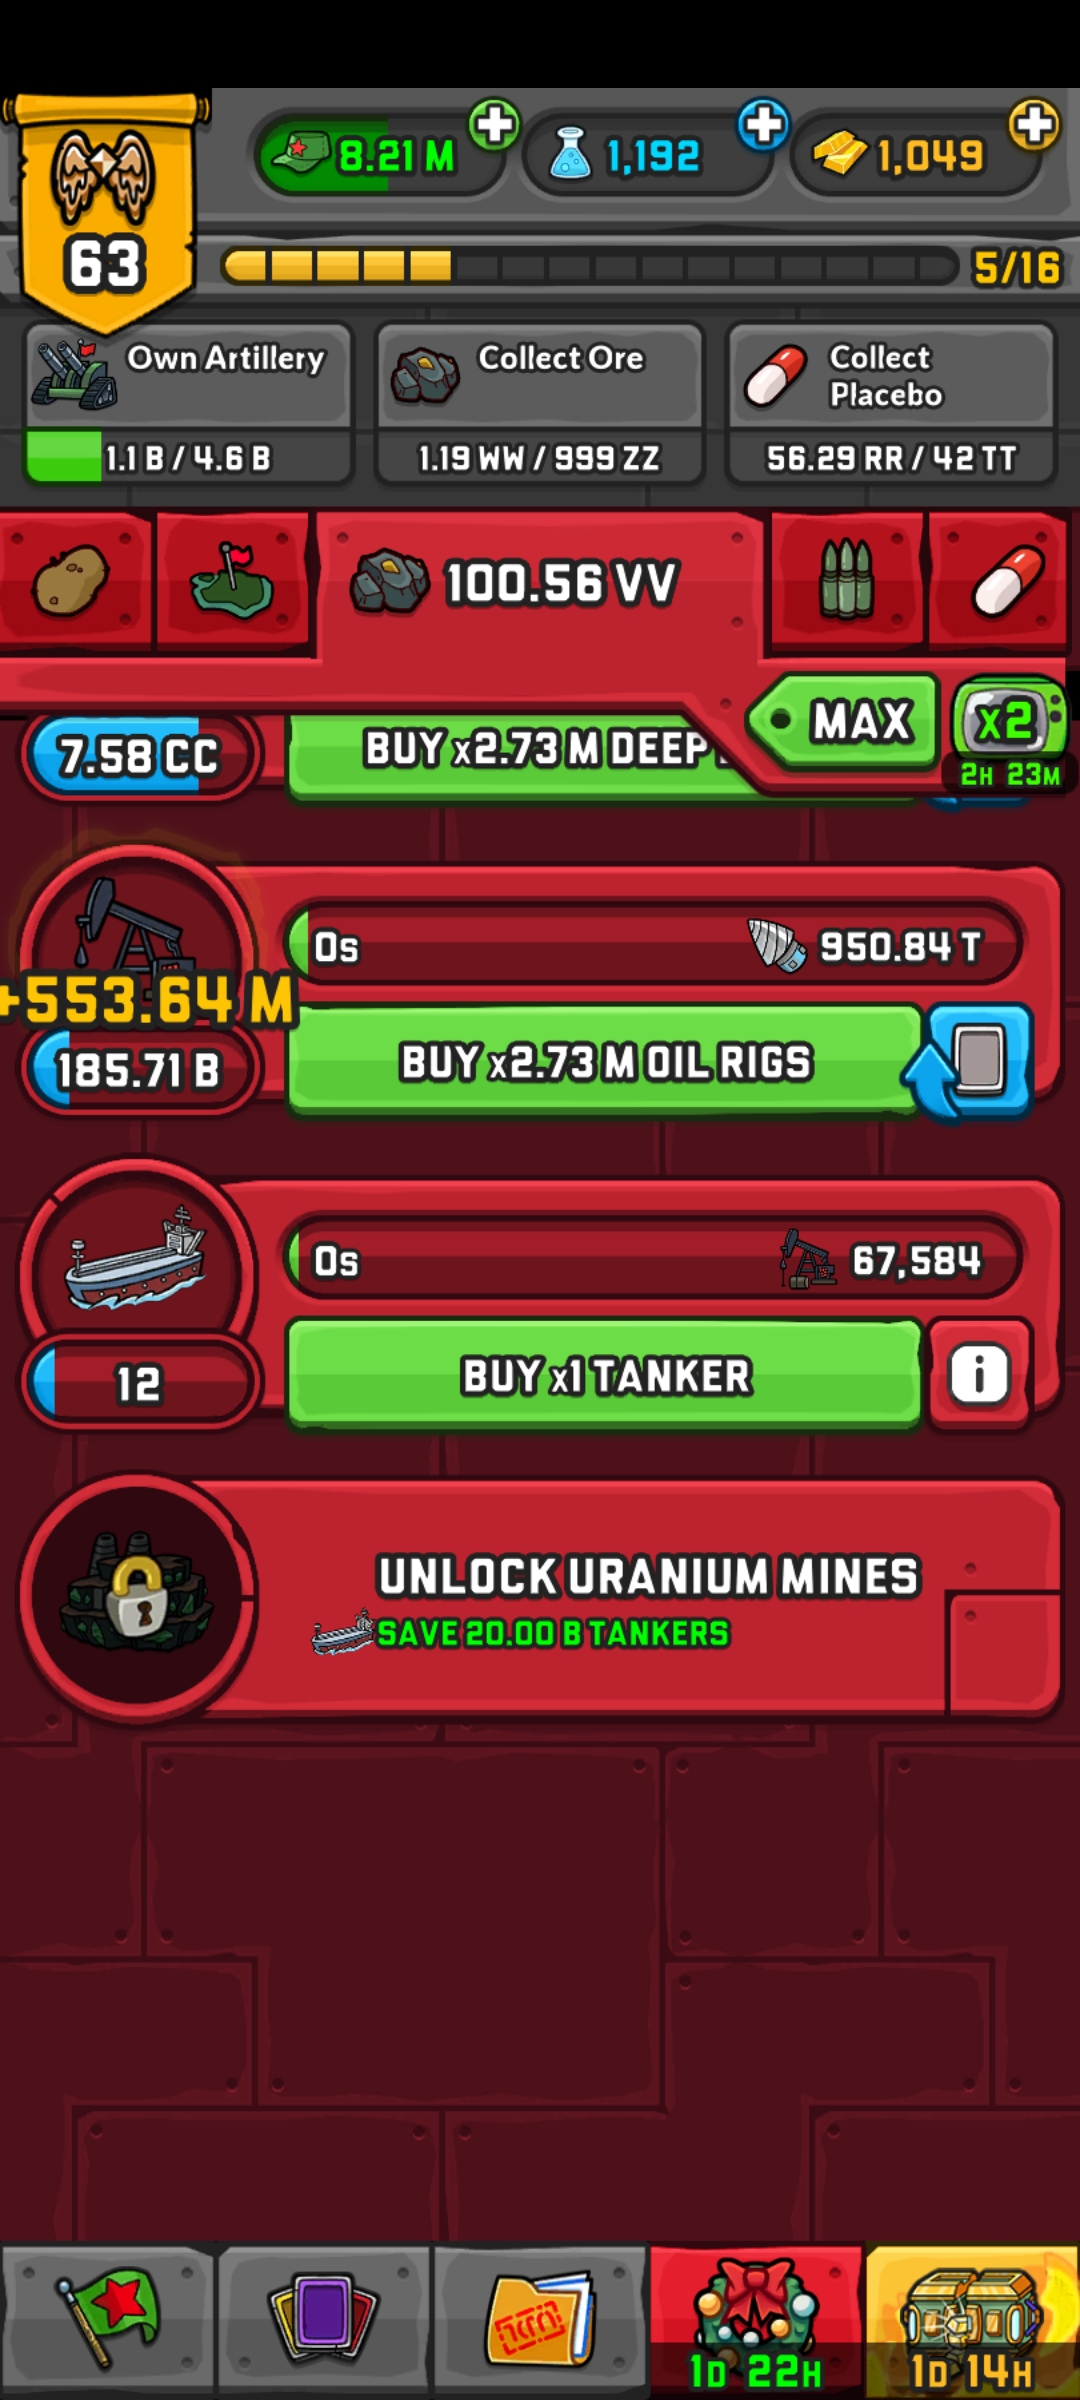 8.21 M
1,192
1,049
63
5/16
Own Artillery
1.1 B / 4.6 B
Collect Ore
1.19 WW / 999 ZZ
Collect
Placebo
56.29 RR / 42 TT
100.56 VV
MAX
x2
2H 23M
7.58 CC
BUY x2.73 M DEEP
0s
950.84 T
+553.64 M
185.71 B
BUY x2.73 M OIL RIGS
0s
67,584
12
BUY x1 TANKER
i
UNLOCK URANIUM MINES
SAVE 20.00 B TANKERS
1D 22H
1D 14H